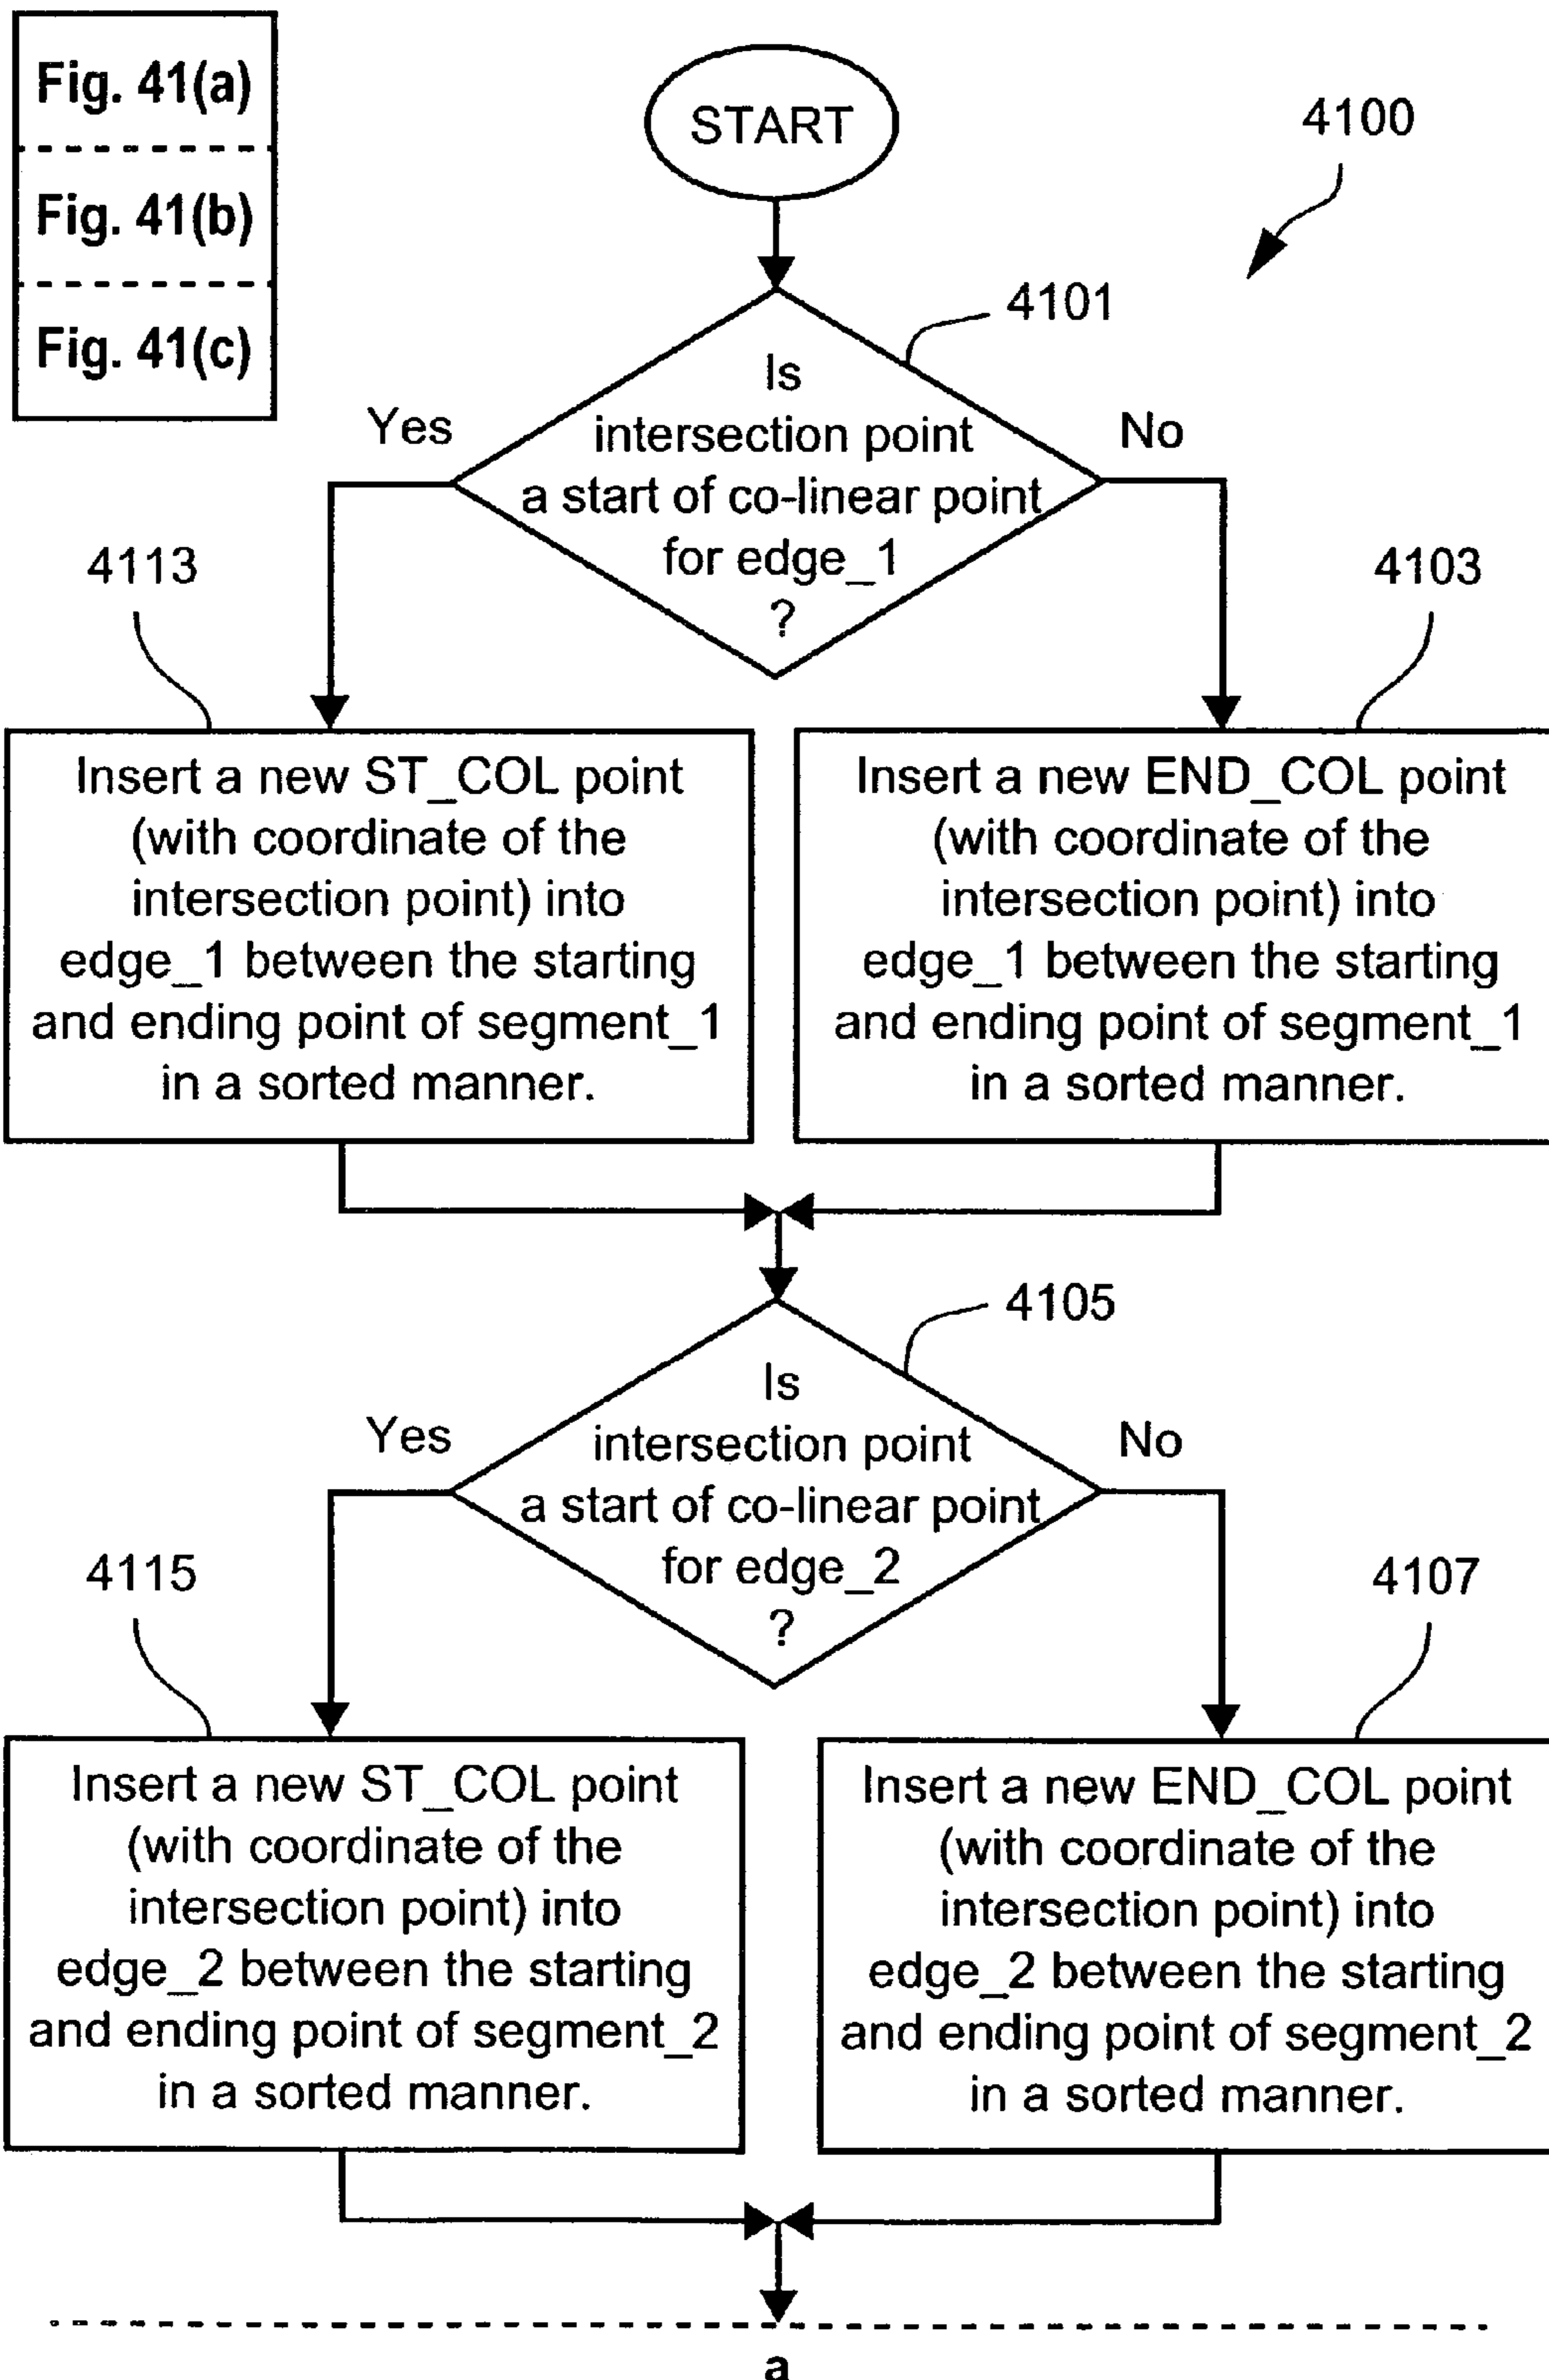 Fig. 41(a)
Fig. 41(b)
Fig. 41(c)
START
4100
4101
Is
intersection point
a start of co-linear point
for edge_1
?
Yes
No
4113
4103
Insert a new ST_COL point
(with coordinate of the
intersection point) into
edge_1 between the starting
and ending point of segment_1
in a sorted manner.
Insert a new END_COL point
(with coordinate of the
intersection point) into
edge_1 between the starting
and ending point of segment_1
in a sorted manner.
4105
Is
intersection point
a start of co-linear point
for edge_2
?
Yes
No
4115
4107
Insert a new ST_COL point
(with coordinate of the
intersection point) into
edge_2 between the starting
and ending point of segment_2
in a sorted manner.
Insert a new END_COL point
(with coordinate of the
intersection point) into
edge_2 between the starting
and ending point of segment_2
in a sorted manner.
a